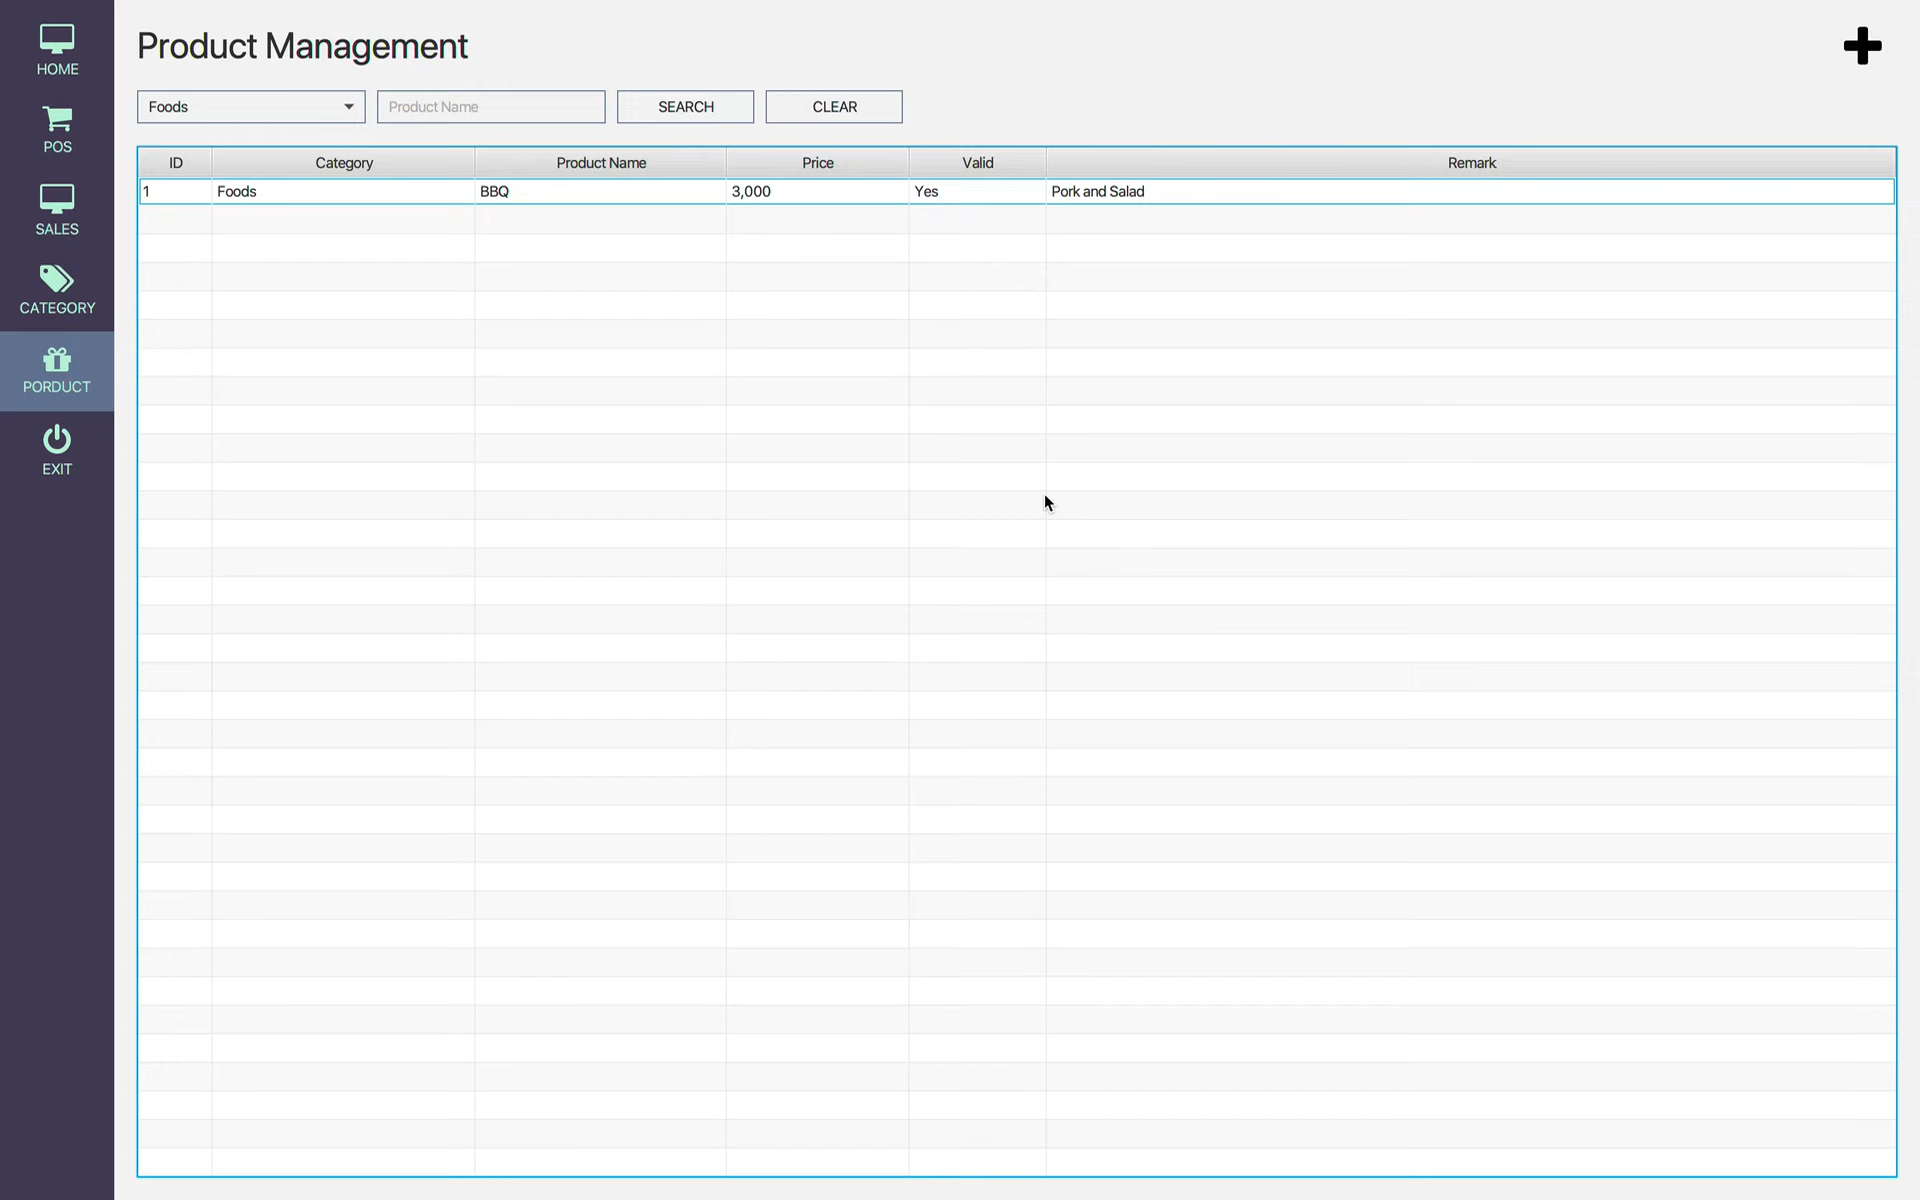 HOME
POS
SALES
CATEGORY
PORDUCT
EXIT
Product Management
Foods Product Name SEARCH CLEAR
ID Category Product Name Price Valid Remark
1 Foods BBQ 3,000 Yes Pork and Salad